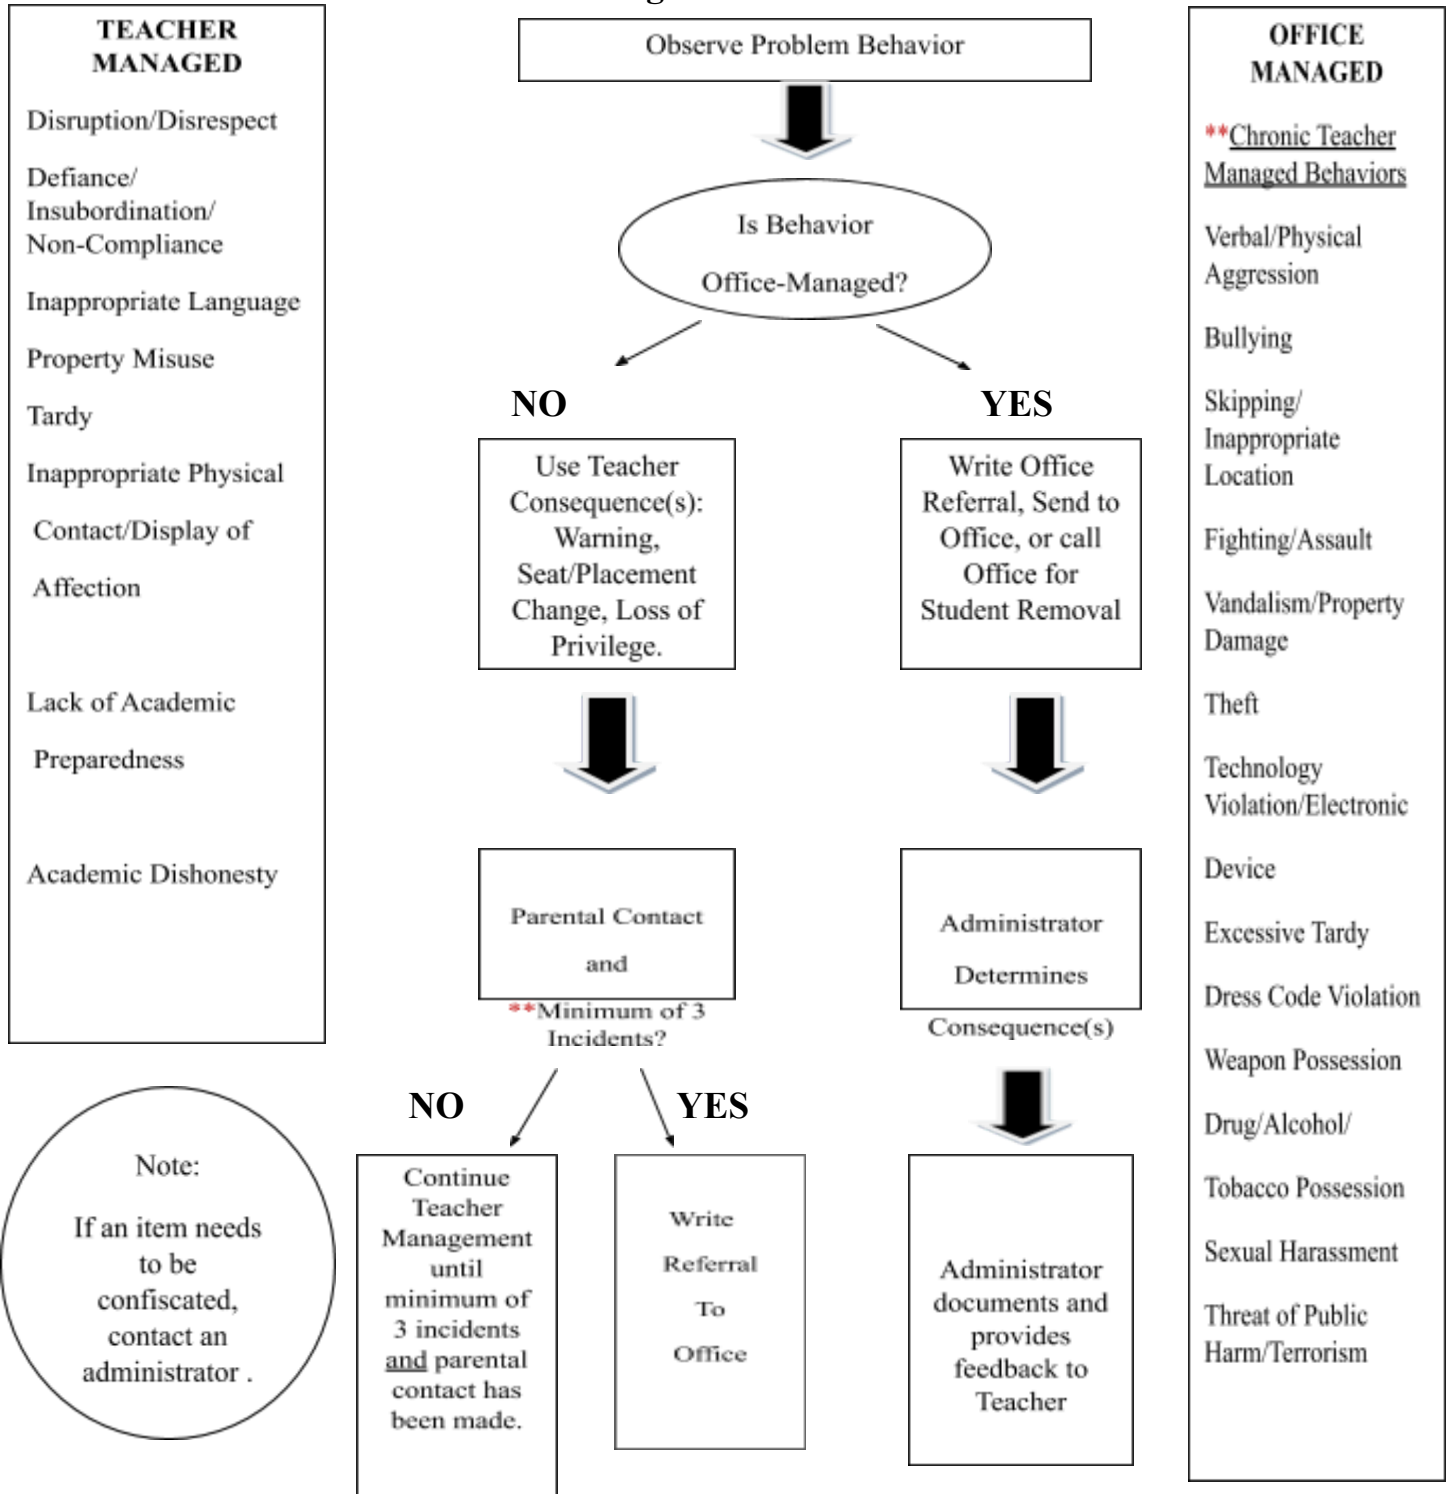 TEACHER
MANAGED
Disruption/Disrespect
Defiance/
Insubordination/
Non-Compliance
Inappropriate Language
Property Misuse
Tardy
Inappropriate Physical
Contact/Display of
Affection
Lack of Academic
Preparedness
Academic Dishonesty
Note:
If an item needs
to be
confiscated,
contact an
administrator .
Observe Problem Behavior
Is Behavior
Office-Managed?
NO
YES
Use Teacher
Consequence(s):
Warning,
Seat/Placement
Change, Loss of
Privilege.
Write Office
Referral, Send to
Office, or call
Office for
Student Removal
Parental Contact
and
**Minimum of 3
Incidents?
Administrator
Determines
Consequence(s)
NO
YES
Continue
Teacher
Management
until
minimum of
3 incidents
and parental
contact has
been made.
Write
Referral
To
Office
Administrator
documents and
provides
feedback to
Teacher
OFFICE
MANAGED
**Chronic Teacher
Managed Behaviors
Verbal/Physical
Aggression
Bullying
Skipping/
Inappropriate
Location
Fighting/Assault
Vandalism/Property
Damage
Theft
Technology
Violation/Electronic
Device
Excessive Tardy
Dress Code Violation
Weapon Possession
Drug/Alcohol/
Tobacco Possession
Sexual Harassment
Threat of Public
Harm/Terrorism